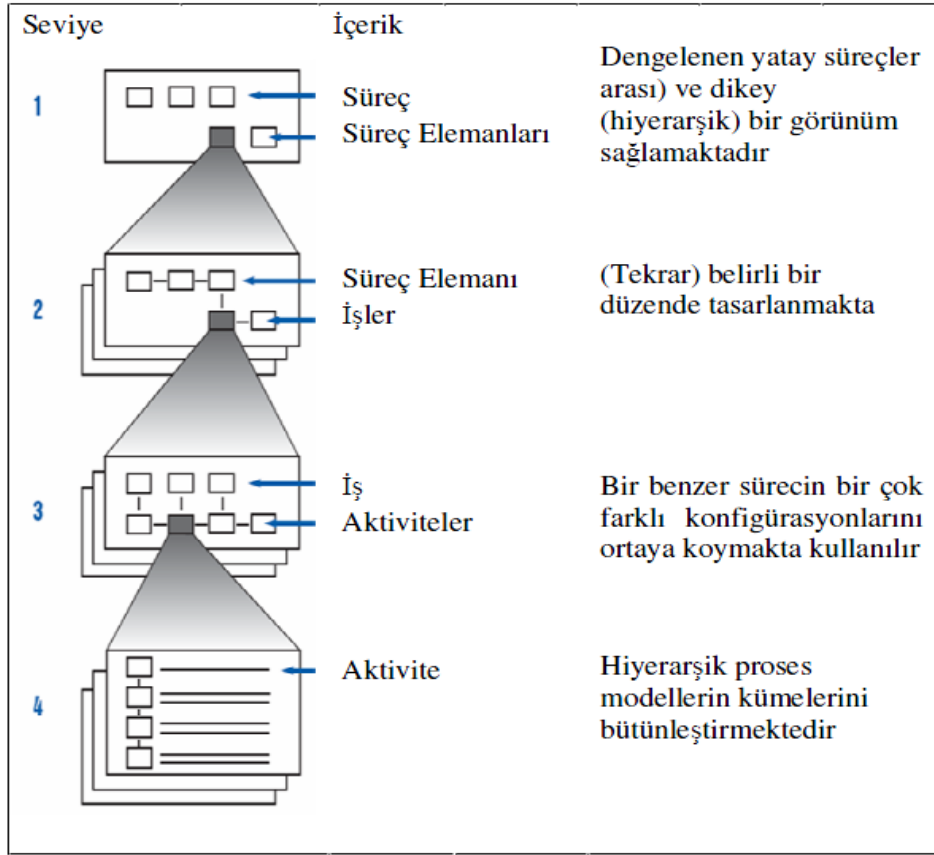 Seviye İçerik
1
Süreç
Süreç Elemanları
Dengelenen yatay süreçler
arası) ve dikey
(hiyerarşik) bir görünüm
sağlamaktadır
2
Süreç Elemanı
İşler
(Tekrar) belirli bir
düzende tasarlanmakta
3
İş
Aktiviteler
Bir benzer sürecin bir çok
farklı konfigürasyonlarını
ortaya koymakta kullanılır
4
Aktivite
Hiyerarşik proses
modellerin kümelerini
bütünleştirmektedir